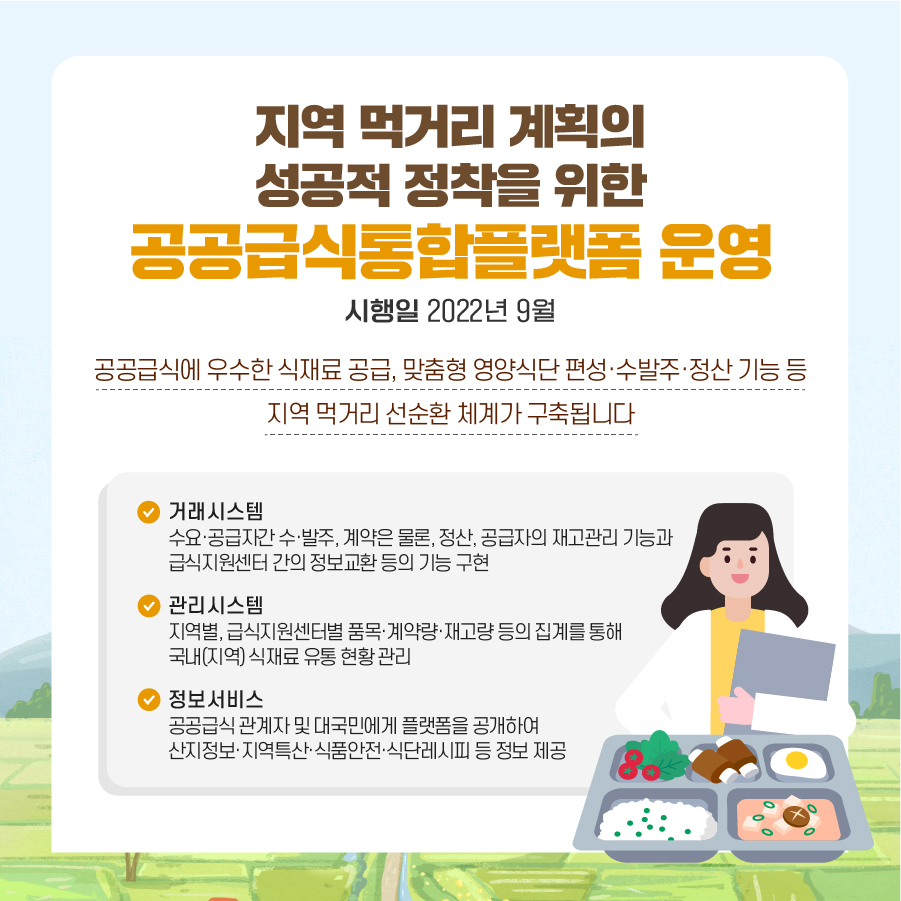 지역 먹거리 계획의
성공적 정착을 위한
공공급식통합플랫폼 운영
시행일 2022년 9월
공공급식에 우수한 식재료 공급, 맞춤형 영양식단 편성·수발주·정산 기능 등
지역 먹거리 선순환 체계가 구축됩니다
거래시스템
수요·공급자간 수·발주, 계약은 물론, 정산, 공급자의 재고관리 기능과
급식지원센터 간의 정보교환 등의 기능 구현
관리시스템
지역별, 급식지원센터별 품목·계약량·재고량 등의 집계를 통해
국내(지역) 식재료 유통 현황 관리
정보서비스
공공급식 관계자 및 대국민에게 플랫폼을 공개하여
산지정보·지역특산·식품안전·식단레시피 등 정보 제공